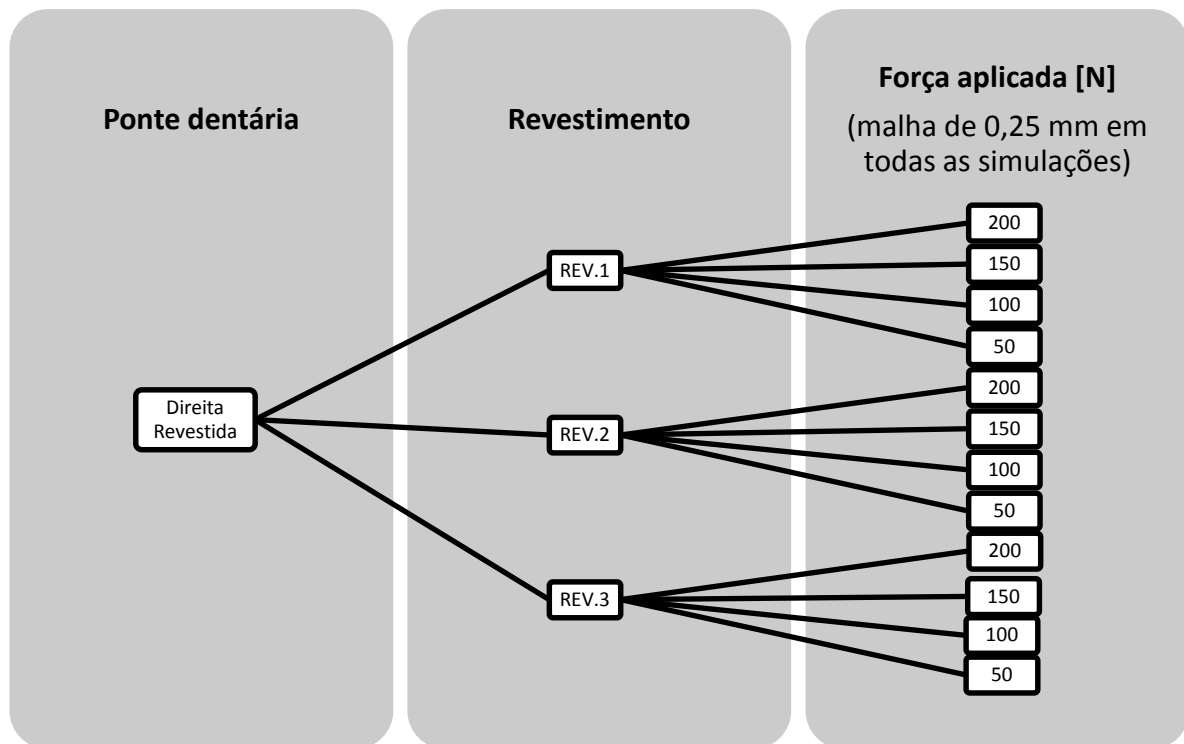 Ponte dentária
Revestimento
Força aplicada [N]
(malha de 0,25 mm em
todas as simulações)
Direita
Revestida
REV.1
200
150
100
50
REV.2
200
150
100
50
REV.3
200
150
100
50